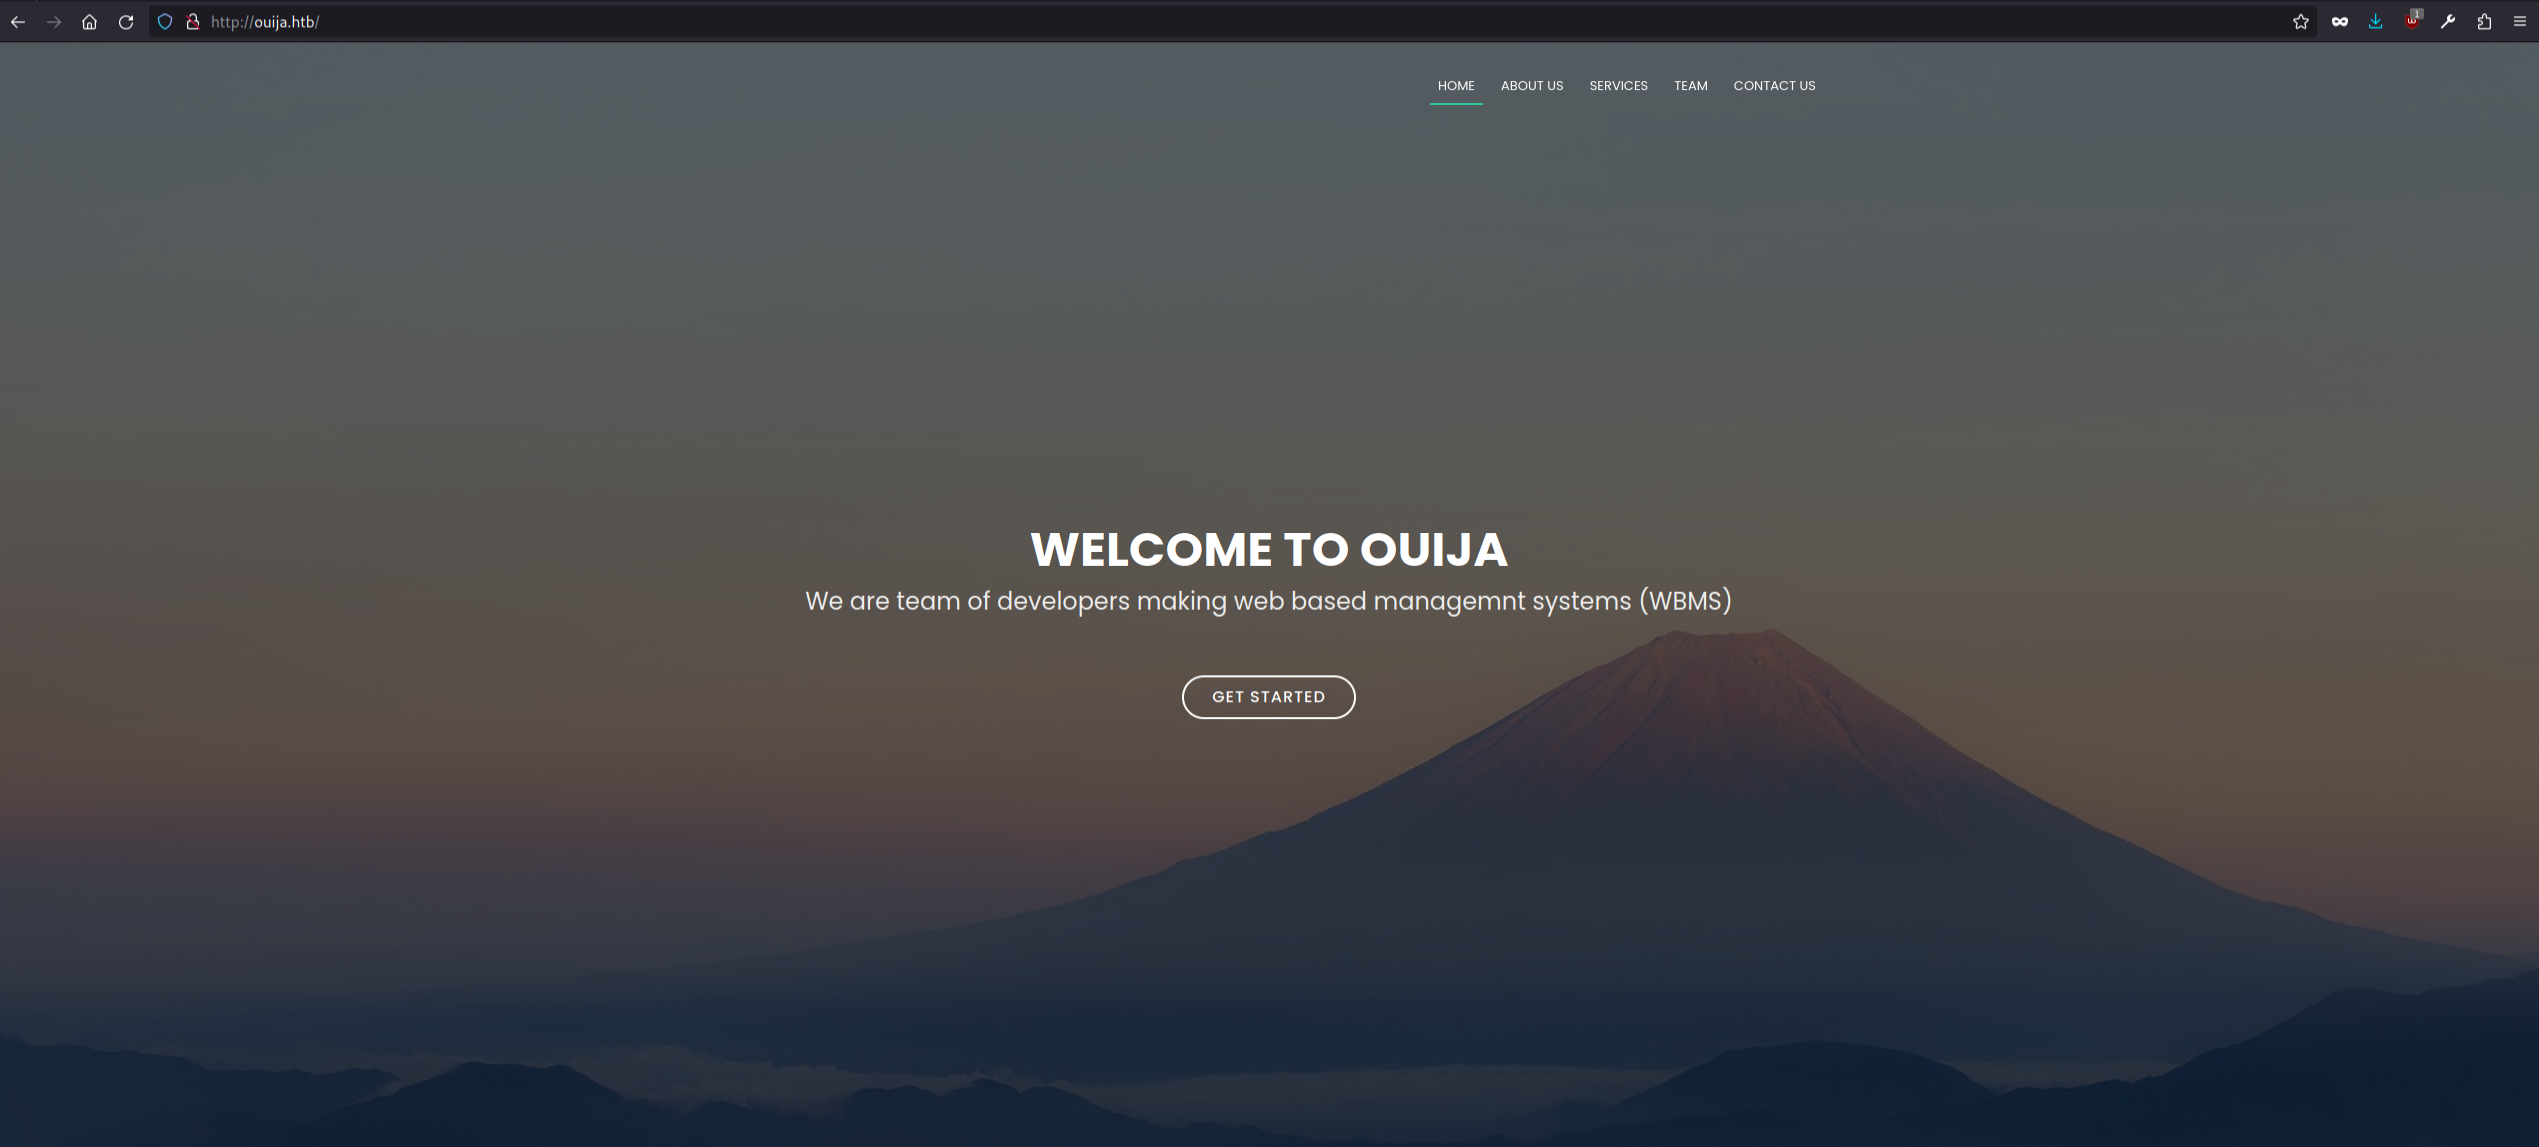 http://ouija.htb/
1
HOME ABOUT US SERVICES TEAM CONTACT US
WELCOME TO OUIJA
We are team of developers making web based managemnt systems (WBMS)
GET STARTED